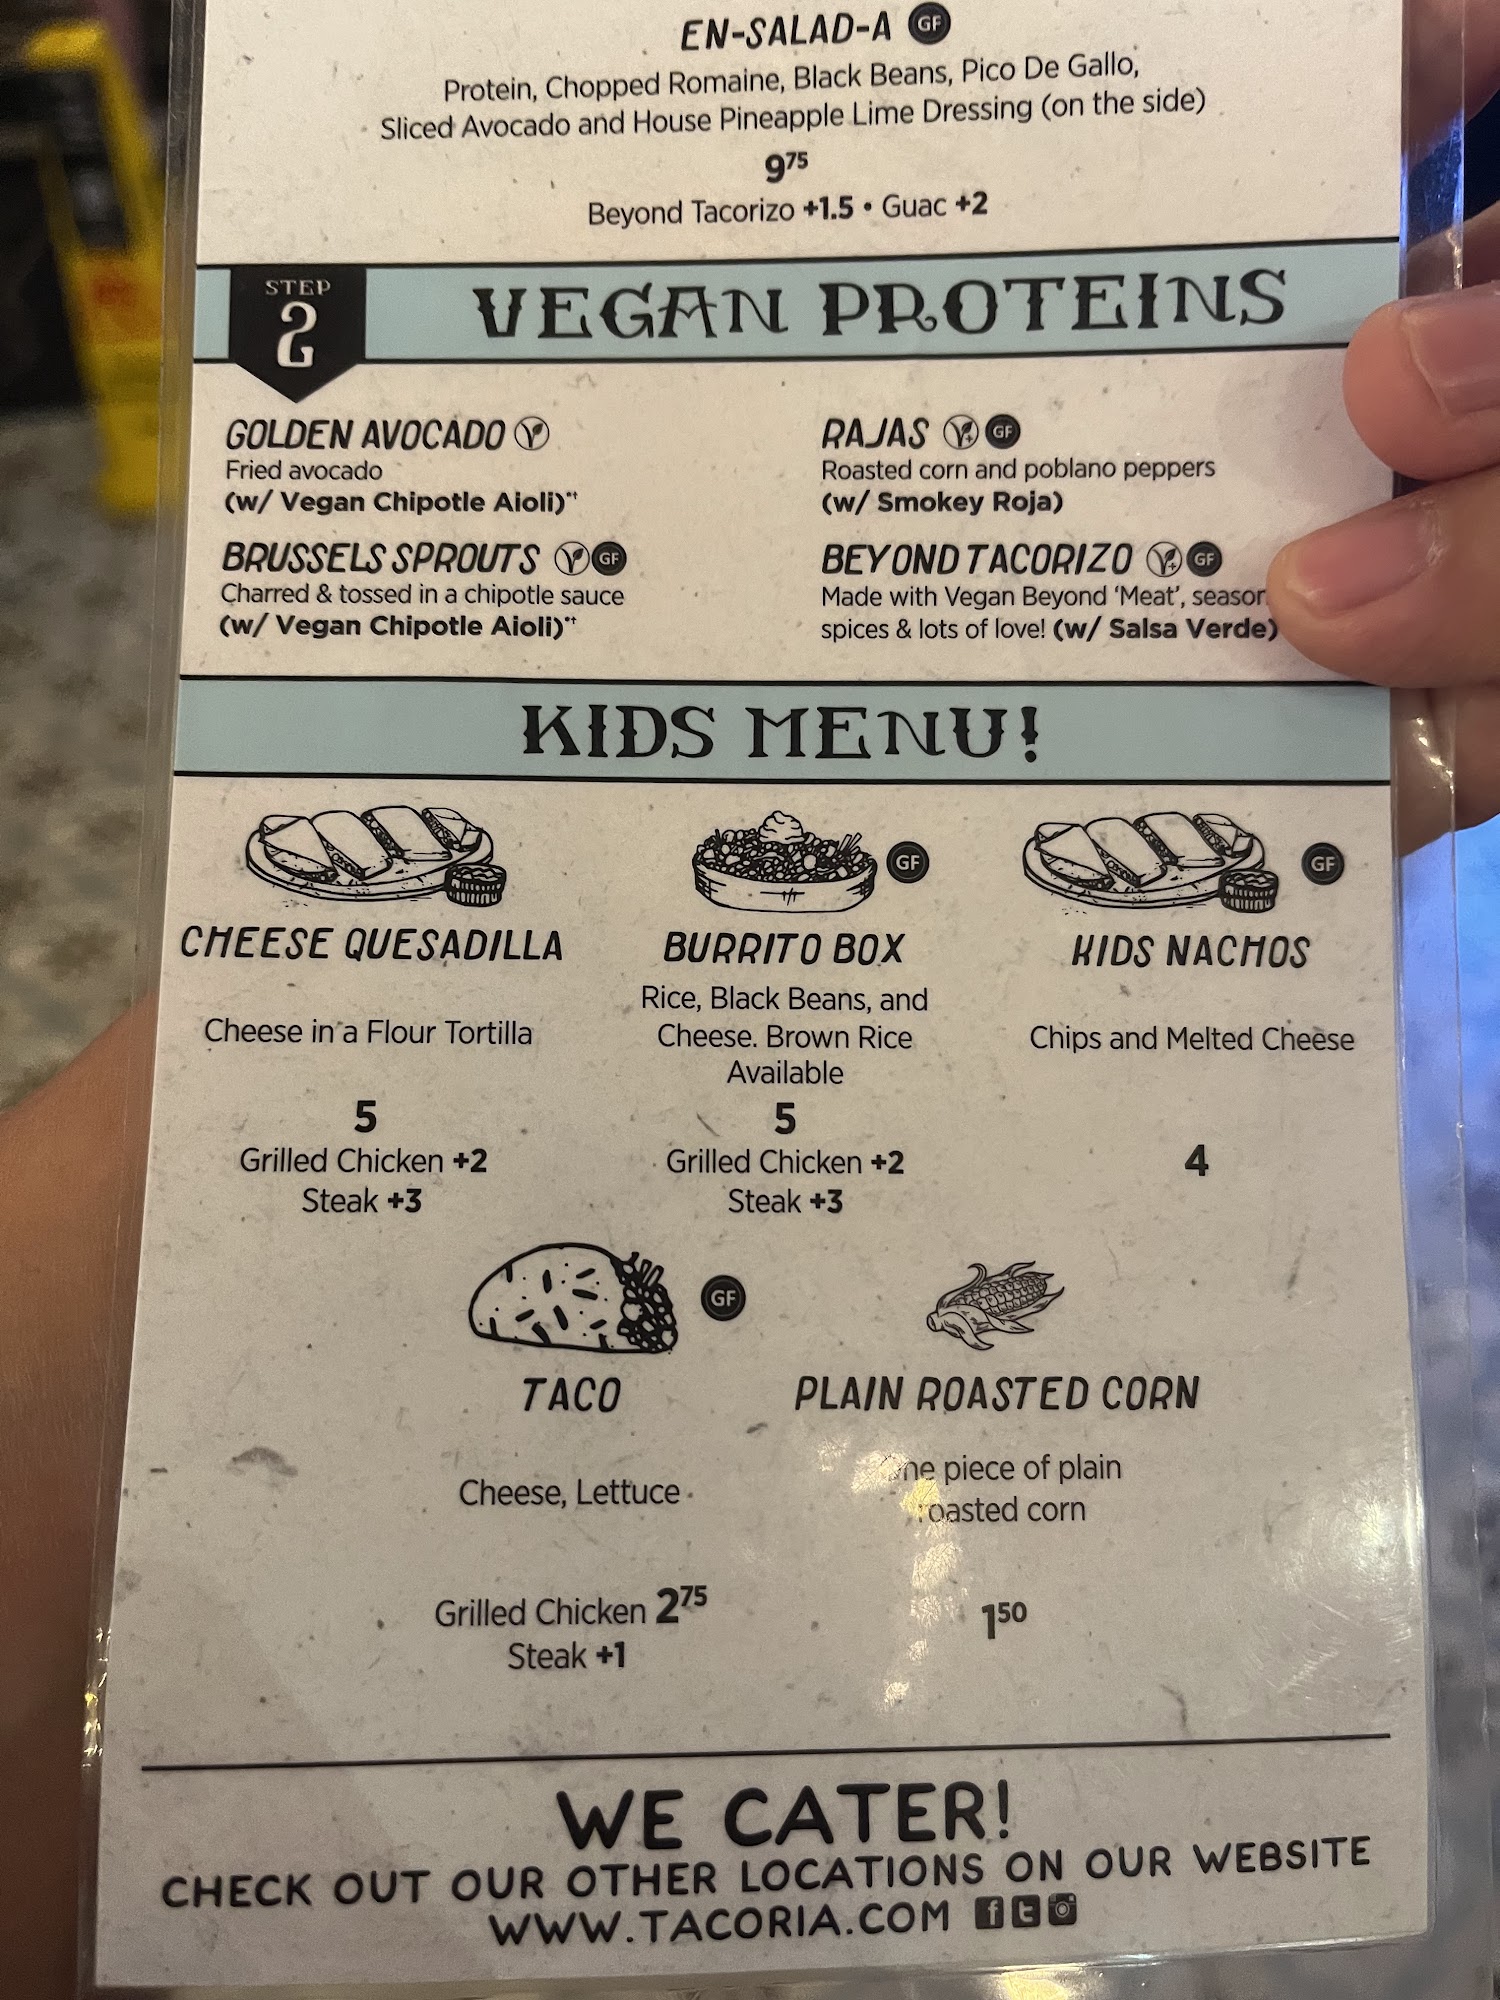 EN-SALAD-A GF
Protein, Chopped Romaine, Black Beans, Pico De Gallo,
Sliced Avocado and House Pineapple Lime Dressing (on the side)
9⁷⁵
Beyond Tacorizo +1.5 • Guac +2
STEP
2
VEGAN PROTEINS
GOLDEN AVOCADO V
Fried avocado
(w/ Vegan Chipotle Aioli)*†
BRUSSELS SPROUTS V GF
Charred & tossed in a chipotle sauce
(w/ Vegan Chipotle Aioli)*†
RAJAS V+ GF
Roasted corn and poblano peppers
(w/ Smokey Roja)
BEYOND TACORIZO V+ GF
Made with Vegan Beyond ‘Meat’,
spices & lots of love! (w/ Salsa Verde)
KIDS MENU!
CHEESE QUESADILLA
Cheese in a Flour Tortilla
5
Grilled Chicken +2
Steak +3
GF
BURRITO BOX
Rice, Black Beans, and
Cheese. Brown Rice
Available
5
Grilled Chicken +2
Steak +3
GF
KIDS NACHOS
Chips and Melted Cheese
4
GF
TACO
Cheese, Lettuce
Grilled Chicken 2⁷⁵
Steak +1
PLAIN ROASTED CORN
One piece of plain
roasted corn
1⁵⁰
WE CATER!
CHECK OUT OUR OTHER LOCATIONS ON OUR WEBSITE
WWW.TACORIA.COM